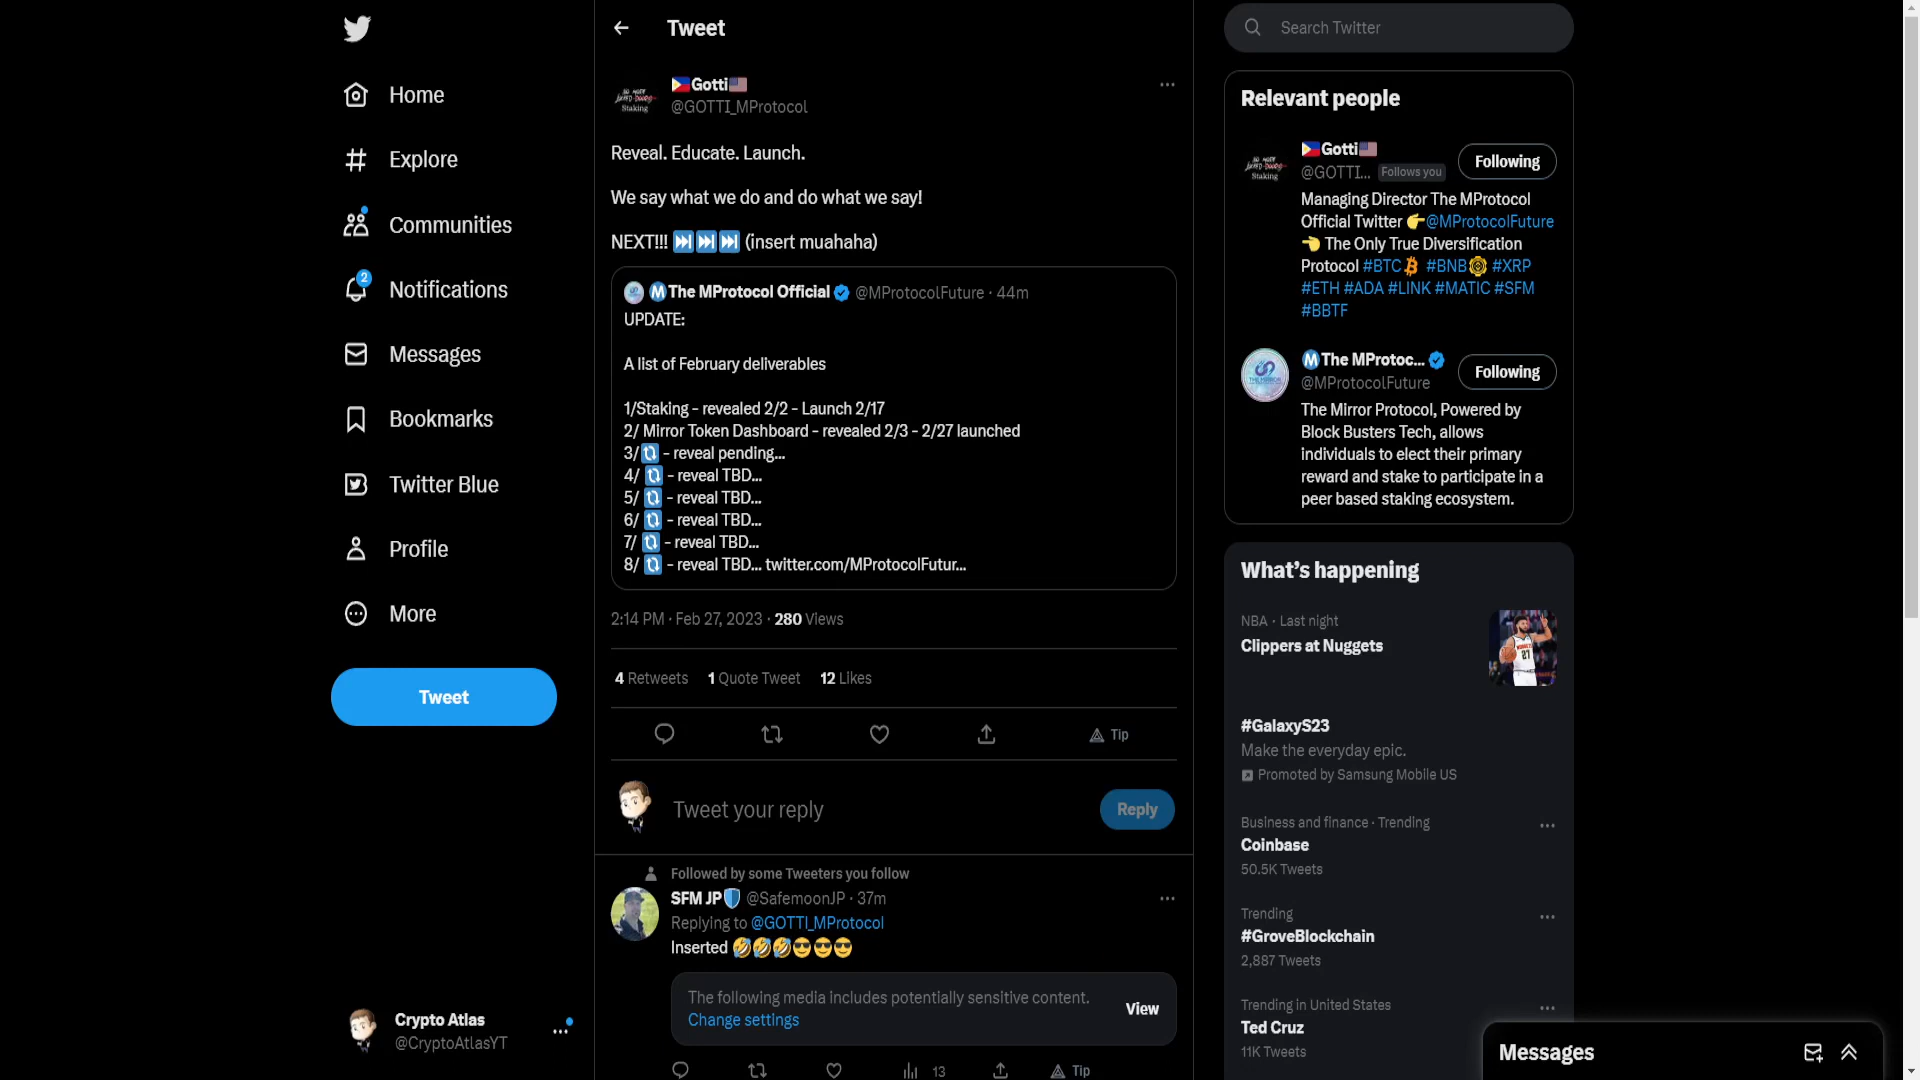 Home
Explore
Communities
2
Notifications
Messages
Bookmarks
Twitter Blue
Profile
More
Tweet
Crypto Atlas
@CryptoAtlasYT
Tweet
🇵🇭Gotti🇺🇸
@GOTTI_MProtocol
Reveal. Educate. Launch.
We say what we do and do what we say!
NEXT!!! ⏭️⏭️⏭️ (insert muahaha)
Ⓜ️The MProtocol Official @MProtocolFuture · 44m
UPDATE:
A list of February deliverables
1/Staking - revealed 2/2 - Launch 2/17
2/ Mirror Token Dashboard - revealed 2/3 - 2/27 launched
3/🔃 - reveal pending...
4/ 🔃 - reveal TBD...
5/ 🔃 - reveal TBD...
6/ 🔃 - reveal TBD...
7/ 🔃 - reveal TBD...
8/ 🔃 - reveal TBD... twitter.com/MProtocolFutur...
2:14 PM · Feb 27, 2023 · 280 Views
4 Retweets 1 Quote Tweet 12 Likes
Tip
Tweet your reply
Reply
Followed by some Tweeters you follow
SFM JP🛡️ @SafemoonJP · 37m
Replying to @GOTTI_MProtocol
Inserted 🤣🤣🤣😎😎😎
The following media includes potentially sensitive content.
Change settings
View
13
Tip
Search Twitter
Relevant people
🇵🇭Gotti🇺🇸
@GOTTI... Follows you
Following
Managing Director The MProtocol
Official Twitter 👉@MProtocolFuture
👈 The Only True Diversification
Protocol #BTC #BNB #XRP
#ETH #ADA #LINK #MATIC #SFM
#BBTF
Ⓜ️The MProtoc...
@MProtocolFuture
Following
The Mirror Protocol, Powered by
Block Busters Tech, allows
individuals to elect their primary
reward and stake to participate in a
peer based staking ecosystem.
What's happening
NBA · Last night
Clippers at Nuggets
27
#GalaxyS23
Make the everyday epic.
Promoted by Samsung Mobile US
Business and finance · Trending
Coinbase
50.5K Tweets
Trending
#GroveBlockchain
2,887 Tweets
Trending in United States
Ted Cruz
11K Tweets
Messages